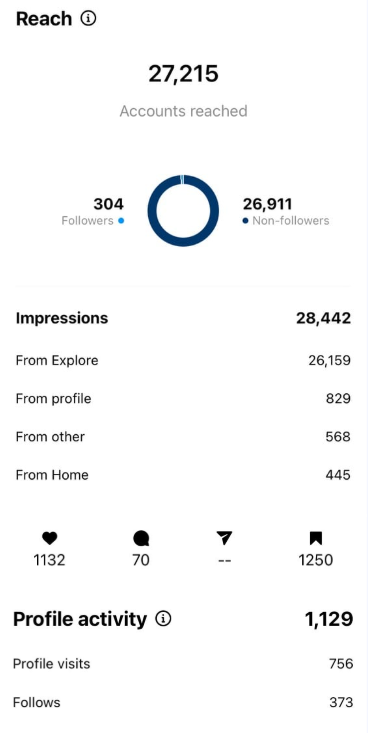 Reach
27,215
Accounts reached
304
Followers
26,911
Non-followers
Impressions 28,442
From Explore 26,159
From profile 829
From other 568
From Home 445
1132 70 -- 1250
Profile activity 1,129
Profile visits 756
Follows 373